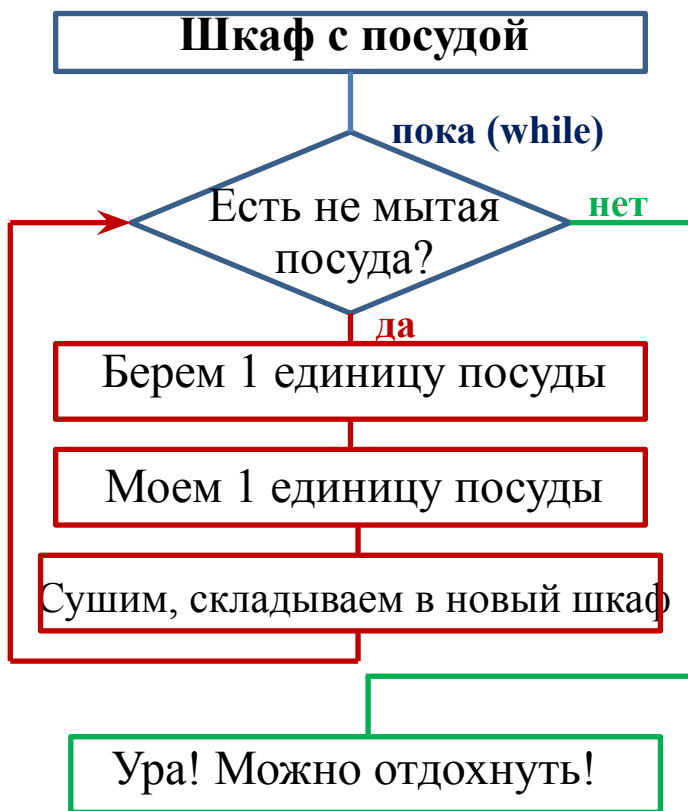 Шкаф с посудой
пока (while)
Есть не мытая
посуда?
нет
да
Берем 1 единицу посуды
Моем 1 единицу посуды
Сушим, складываем в новый шкаф
Ура! Можно отдохнуть!